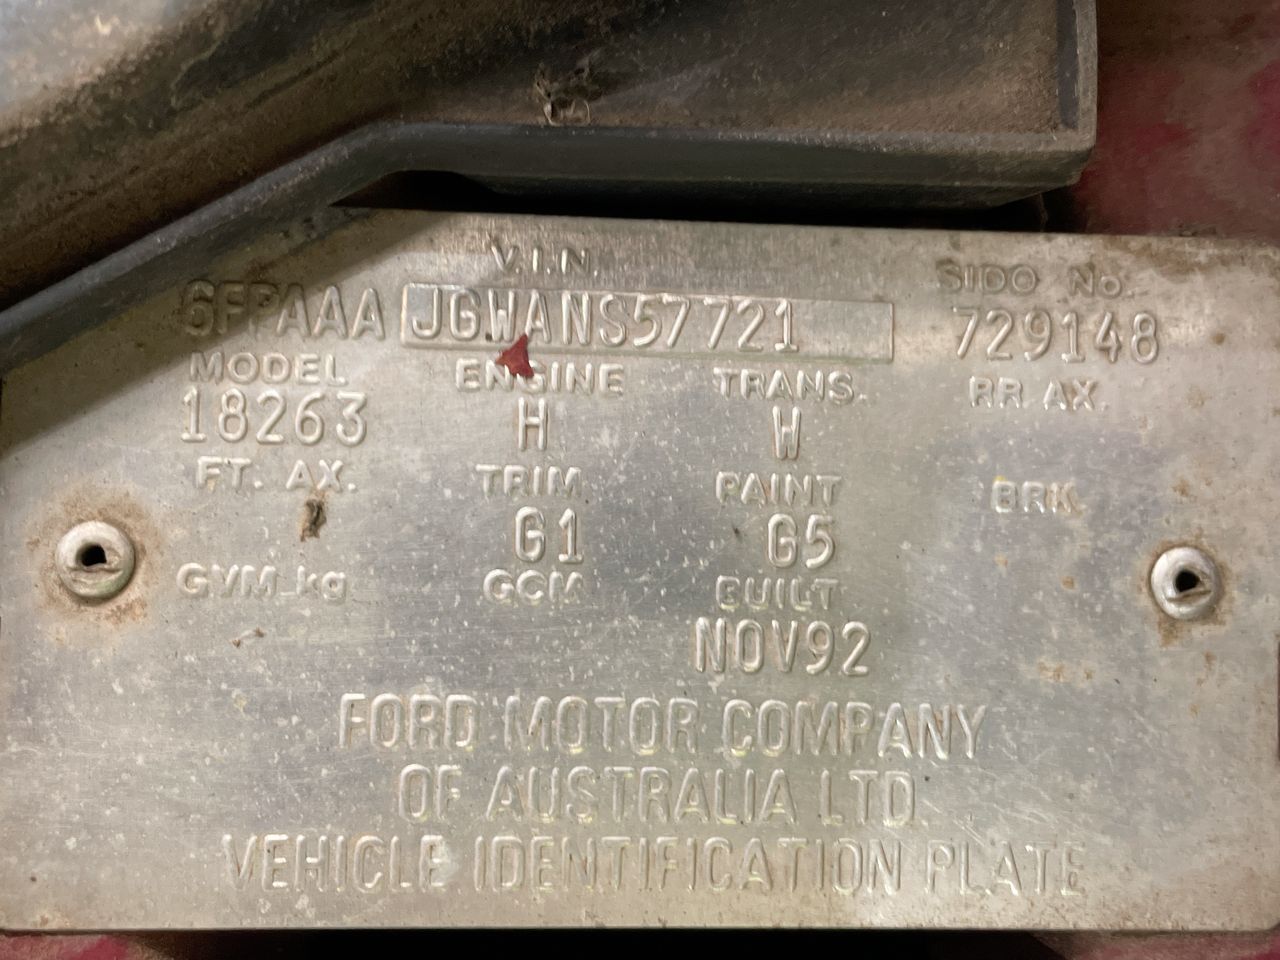 V.I.N. SIDO No.
6FPAAA JGWANS57721 729148
MODEL ENGINE TRANS. RR. AX.
18263 H W
FT. AX. TRIM PAINT BRK.
G1 G5
GVM-kg GCM BUILT
NOV92
FORD MOTOR COMPANY
OF AUSTRALIA LTD.
VEHICLE IDENTIFICATION PLATE